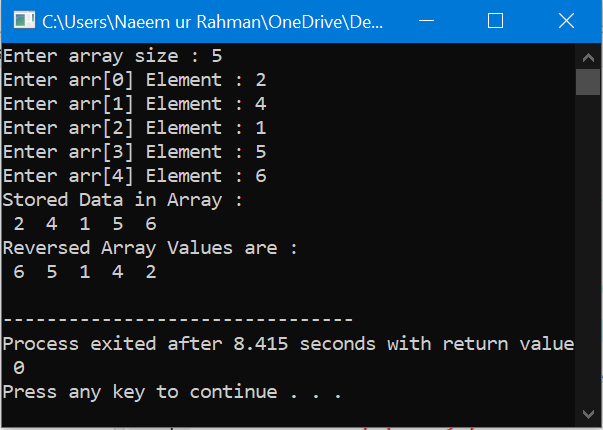 C:\Users\Naeem ur Rahman\OneDrive\De...
Enter array size : 5
Enter arr[0] Element : 2
Enter arr[1] Element : 4
Enter arr[2] Element : 1
Enter arr[3] Element : 5
Enter arr[4] Element : 6
Stored Data in Array :
 2  4  1  5  6
Reversed Array Values are :
 6  5  1  4  2

--------------------------------
Process exited after 8.415 seconds with return value
 0
Press any key to continue . . .